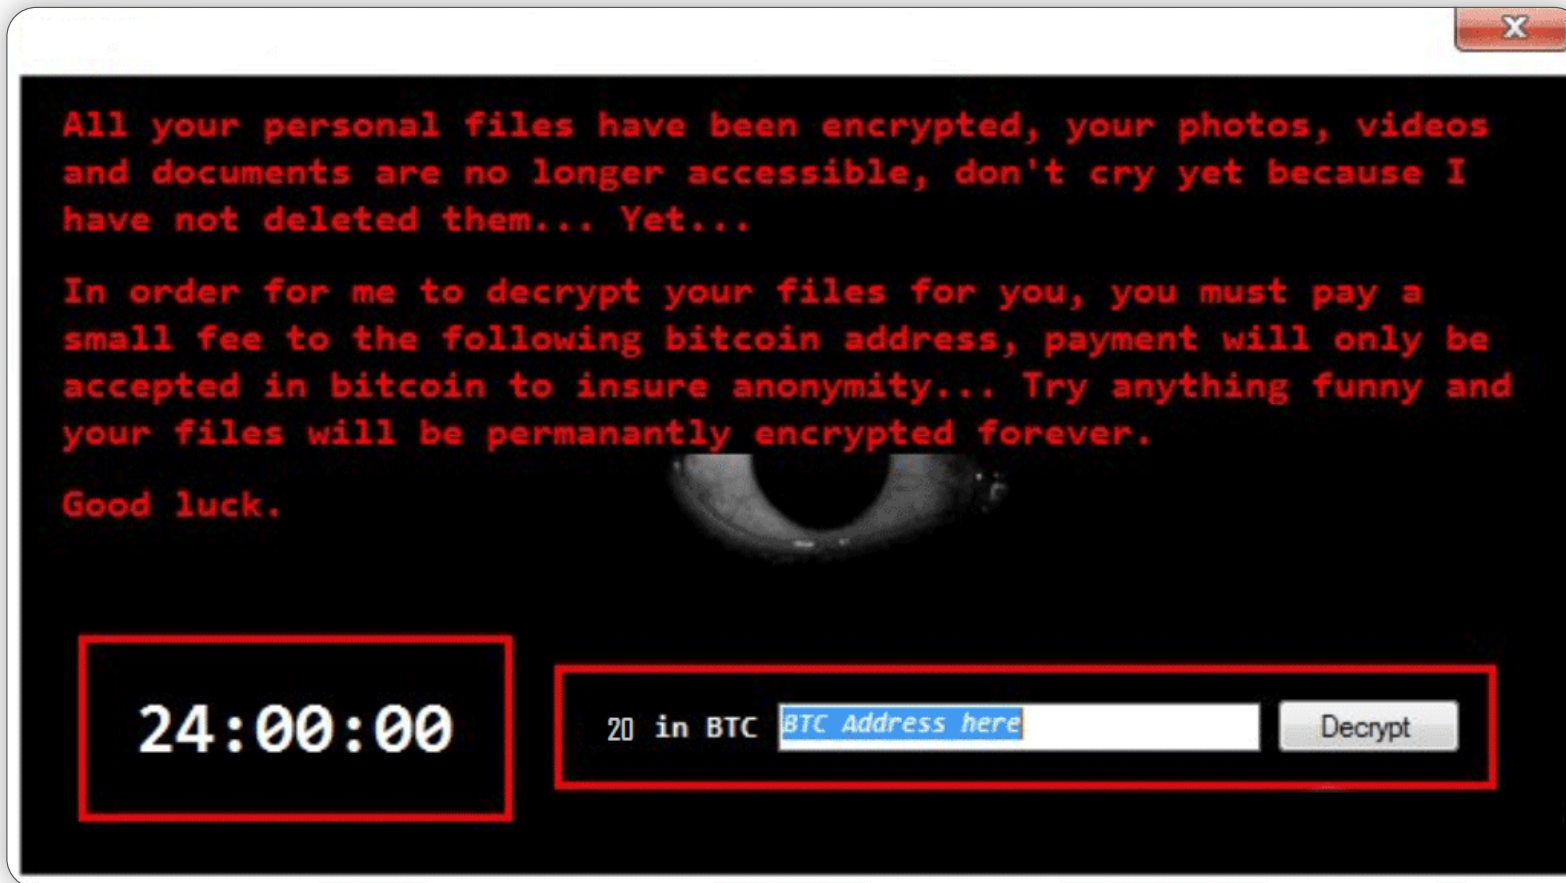 X
All your personal files have been encrypted, your photos, videos
and documents are no longer accessible, don't cry yet because I
have not deleted them... Yet...
In order for me to decrypt your files for you, you must pay a
small fee to the following bitcoin address, payment will only be
accepted in bitcoin to insure anonymity... Try anything funny and
your files will be permanantly encrypted forever.
Good luck.
24:00:00
20 in BTC BTC Address here Decrypt